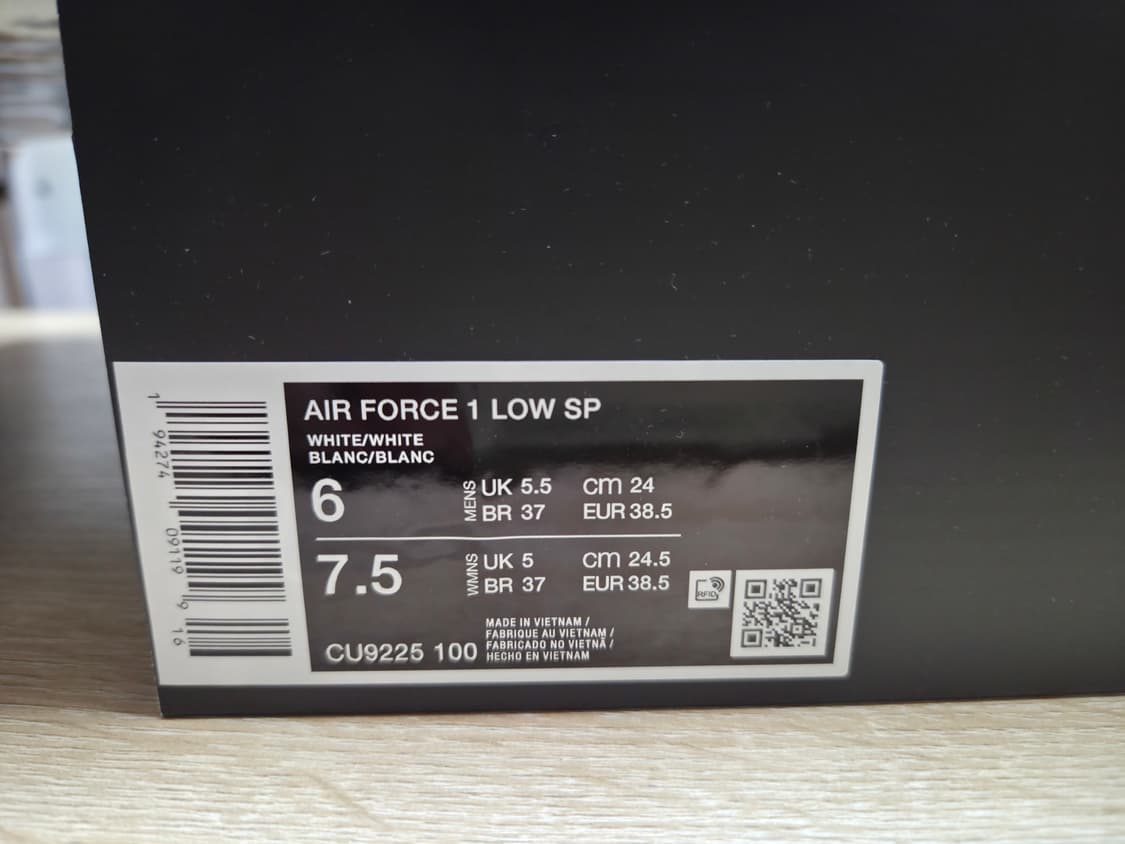 1 94274 09119 9 16
AIR FORCE 1 LOW SP
WHITE/WHITE
BLANC/BLANC
6 MENS UK 5.5 cm 24
BR 37 EUR 38.5
7.5 WMNS UK 5 cm 24.5
BR 37 EUR 38.5
RFID
MADE IN VIETNAM /
FABRIQUE AU VIETNAM /
FABRICADO NO VIETNÃ /
HECHO EN VIETNAM
CU9225 100